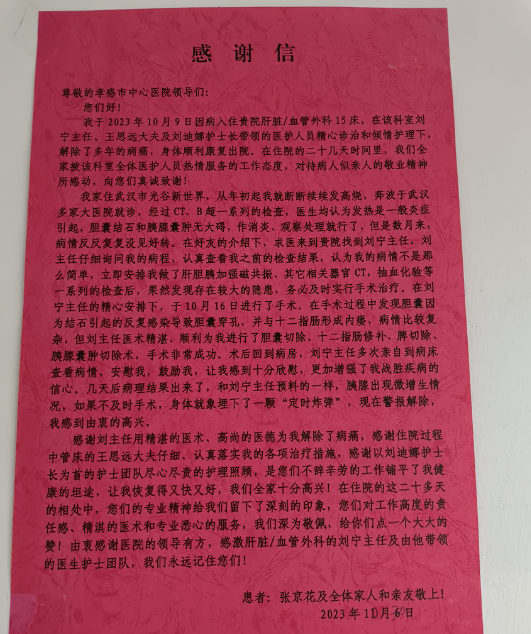 感谢信
尊敬的孝感市中心医院领导们：
您们好！
我于2023年10月9日因病入住贵院肝脏/血管外科15床，在该科室刘
宁主任、王思远大夫及刘迪娜护士长带领的医护人员精心诊治和倾情护理下，
解除了多年的病痛，身体顺利康复出院。在住院的二十几天时间里，我们全
家被该科室全体医护人员热情服务的工作态度，对待病人似亲人的敬业精神
所感动，向您们真诚致谢！
我家住武汉市光谷新世界，从年初起我就断断续续发高烧，奔波于武汉
多家大医院就诊，经过CT、B超一系列的检查，医生均认为发热是一般炎症
引起，胆囊结石和胰腺囊肿无大碍，作消炎、观察处理就行了，但是数月来，
病情反反复复没见好转。在好友的介绍下，求医来到贵院找到刘宁主任，刘
主任仔细询问我的病程，认真查看我之前的检查结果，认为我的病情不是那
么简单，立即安排我做了肝胆胰加强磁共振、其它相关器官CT，抽血化验等
一系列的检查后，果然发现存在较大的隐患，务必及时实行手术治疗。在刘
宁主任的精心安排下，于10月16日进行了手术。在手术过程中发现胆囊因
为结石引起的反复感染导致胆囊穿孔，并与十二指肠形成内瘘，病情比较复
杂，但刘主任医术精湛，顺利为我进行了胆囊切除、十二指肠修补、脾切除、
胰腺囊肿切除术，手术非常成功。术后回到病房，刘宁主任多次亲自到病床
查看病情，安慰我，鼓励我，让我感到十分欣慰，更加增强了我战胜疾病的
信心。几天后病理结果出来了，和刘宁主任预料的一样，胰腺出现微增生情
况，如果不及时手术，身体就象埋下了一颗“定时炸弹”，现在警报解除，
我感到由衷的高兴。
感谢刘主任用精湛的医术、高尚的医德为我解除了病痛，感谢住院过程
中管床的王思远大夫仔细、认真落实我的各项治疗措施，感谢以刘迪娜护士
长为首的护士团队尽心尽责的护理照顾，是您们不辞辛劳的工作铺平了我健
康的坦途，让我恢复得又快又好，我们全家十分高兴！在住院的这二十多天
的相处中，您们的专业精神给我们留下了深刻的印象，您们对工作高度的责
任感、精湛的医术和专业悉心的服务，我们深为敬佩，给你们点一个大大的
赞！由衷感谢医院的领导有方，感激肝脏/血管外科的刘宁主任及由他带领
的医生护士团队，我们永远记住您们！
患者：张京花及全体家人和亲友敬上！
2023年1月日